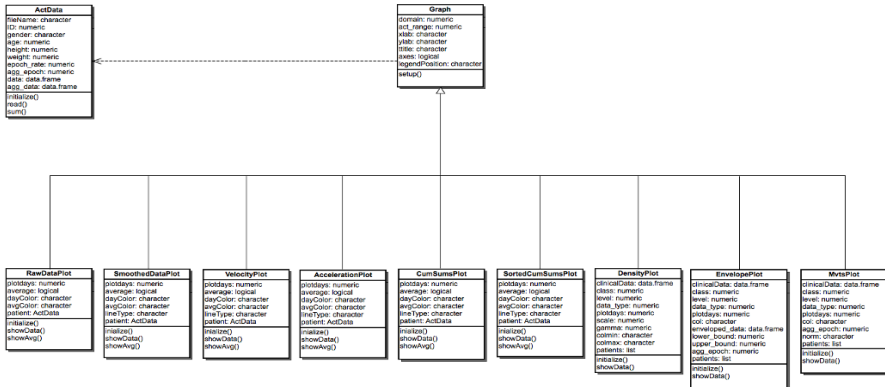 ActData
fileName: character
ID: numeric
gender: character
age: numeric
height: numeric
weight: numeric
epoch_rate: numeric
agg_epoch: numeric
data: data.frame
agg_data: data.frame
initialize()
read()
sum()
Graph
domain: numeric
act_range: numeric
xlab: character
ylab: character
ttitle: character
axes: logical
legendPosition: character
setup()
RawDataPlot
plotdays: numeric
average: logical
dayColor: character
avgColor: character
patient: ActData
initialize()
showData()
showAvg()
SmoothedDataPlot
plotdays: numeric
average: logical
dayColor: character
avgColor: character
lineType: character
patient: ActData
inialize()
showData()
showAvg()
VelocityPlot
plotdays: numeric
average: logical
dayColor: character
avgColor: character
lineType: character
patient: ActData
inialize()
showData()
showAvg()
AccelerationPlot
plotdays: numeric
average: logical
dayColor: character
avgColor: character
lineType: character
patient: ActData
inialize()
showData()
showAvg()
CumSumsPlot
plotdays: numeric
average: logical
dayColor: character
avgColor: character
lineType: character
patient: ActData
inialize()
showData()
showAvg()
SortedCumSumsPlot
plotdays: numeric
average: logical
dayColor: character
avgColor: character
lineType: character
patient: ActData
inialize()
showData()
showAvg()
DensityPlot
clinicalData: data.frame
class: numeric
level: numeric
data_type: numeric
plotdays: numeric
scale: numeric
gamma: numeric
colmin: character
colmax: character
patients: list
initialize()
showData()
EnvelopePlot
clinicalData: data.frame
class: numeric
level: numeric
data_type: numeric
plotdays: numeric
col: character
enveloped_data: data.frame
lower_bound: numeric
upper_bound: numeric
agg_epoch: numeric
patients: list
initialize()
showData()
MvtsPlot
clinicalData: data.frame
class: numeric
level: numeric
data_type: numeric
plotdays: numeric
col: character
agg_epoch: numeric
norm: character
patients: list
initialize()
showData()